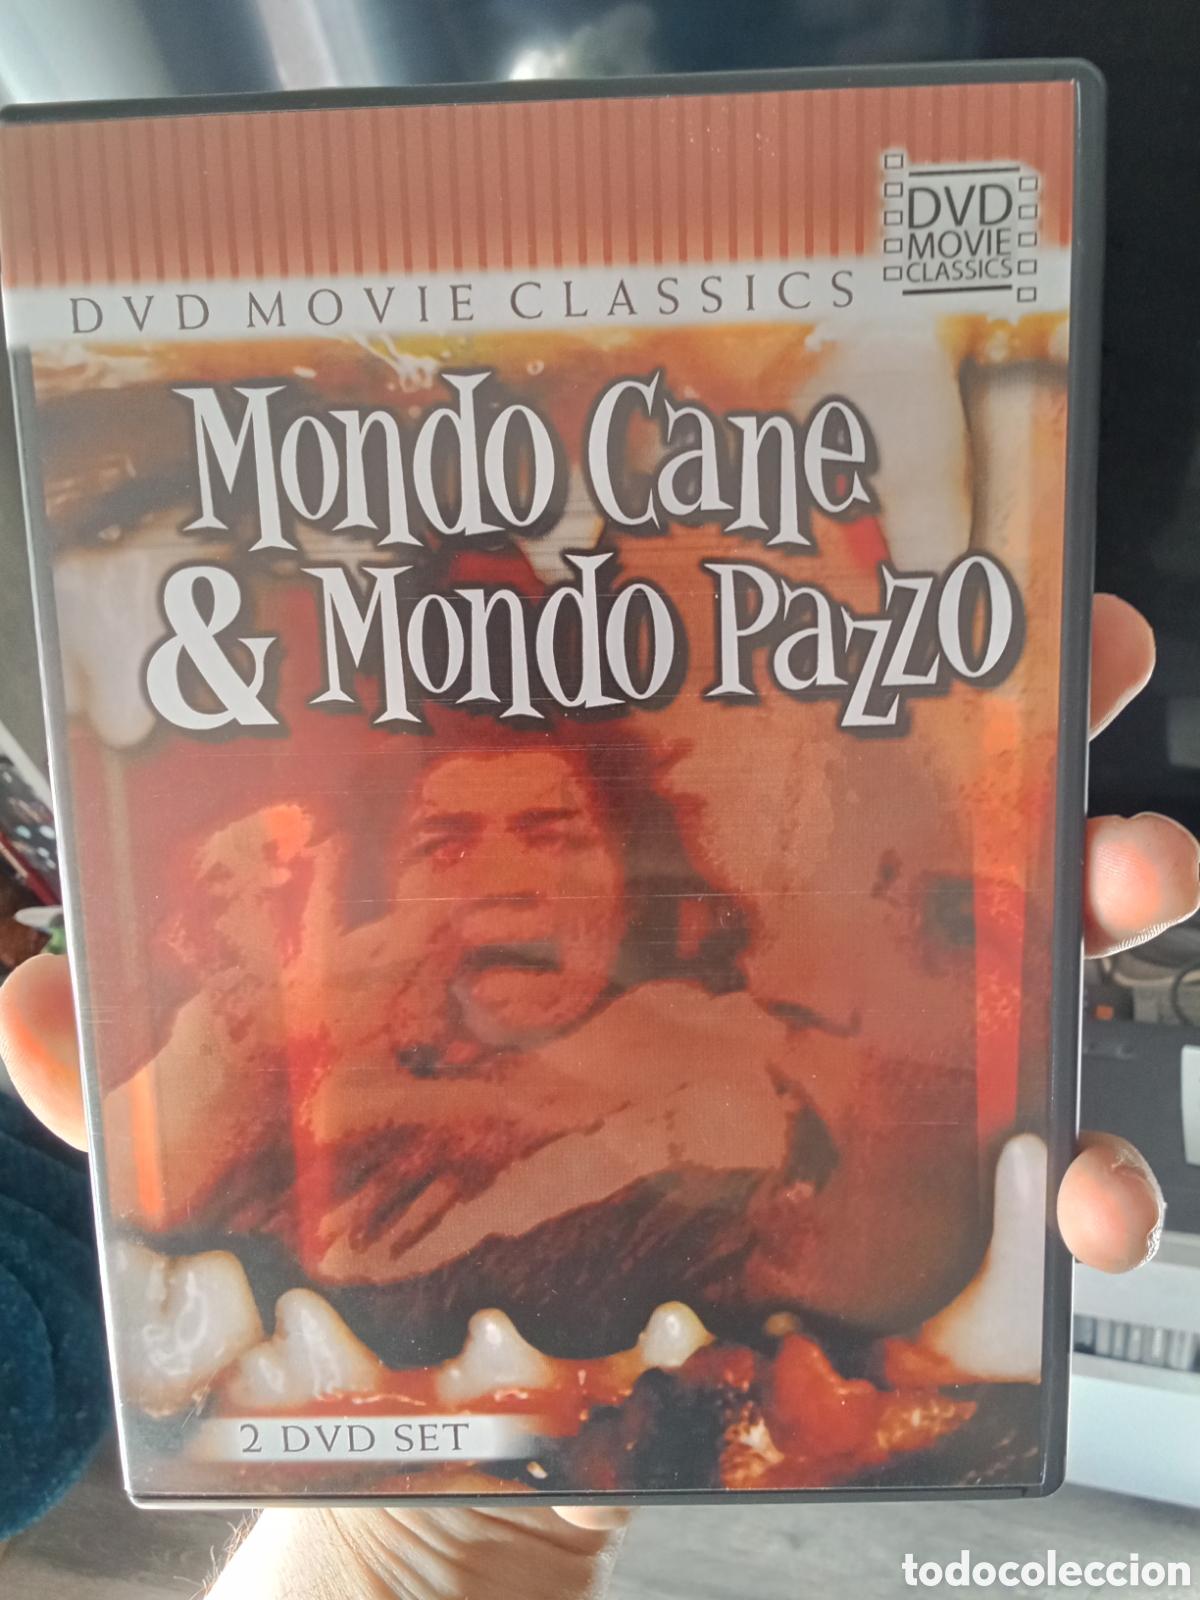 DVD
MOVIE
CLASSICS
DVD MOVIE CLASSICS
Mondo Cane
& Mondo Pazzo
2 DVD SET
todocoleccion